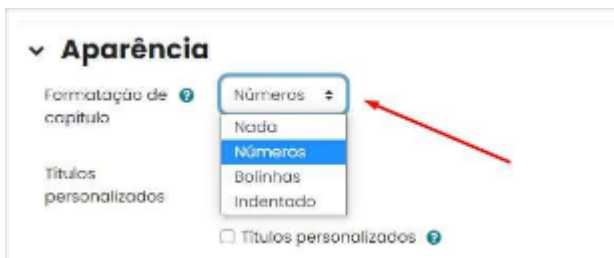 Aparência
Formatação de capítulo
Números
Nada
Números
Bolinhas
Indentado
Títulos personalizados
Títulos personalizados